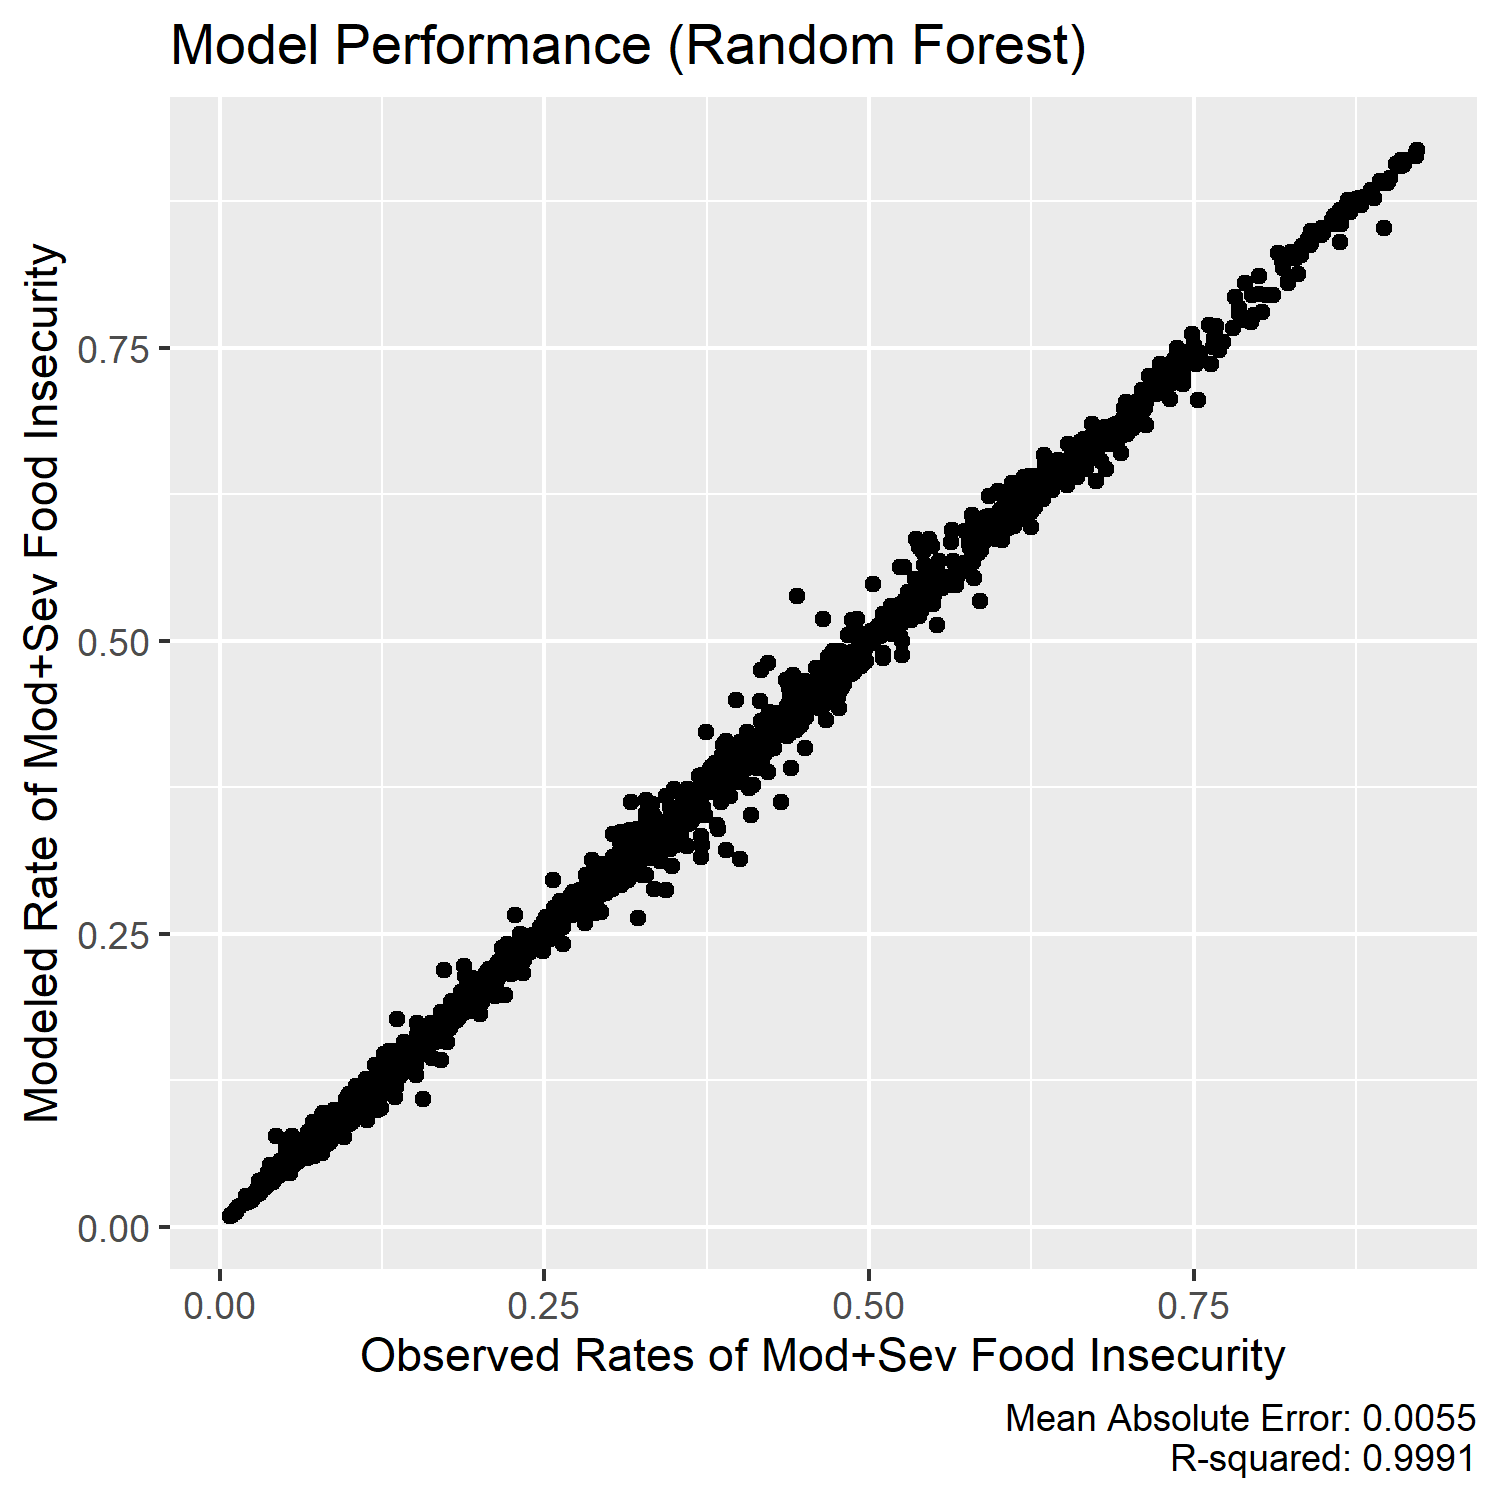 Model Performance (Random Forest)
Modeled Rate of Mod+Sev Food Insecurity
0.75
0.50
0.25
0.00
0.00 0.25 0.50 0.75
Observed Rates of Mod+Sev Food Insecurity
Mean Absolute Error: 0.0055
R-squared: 0.9991